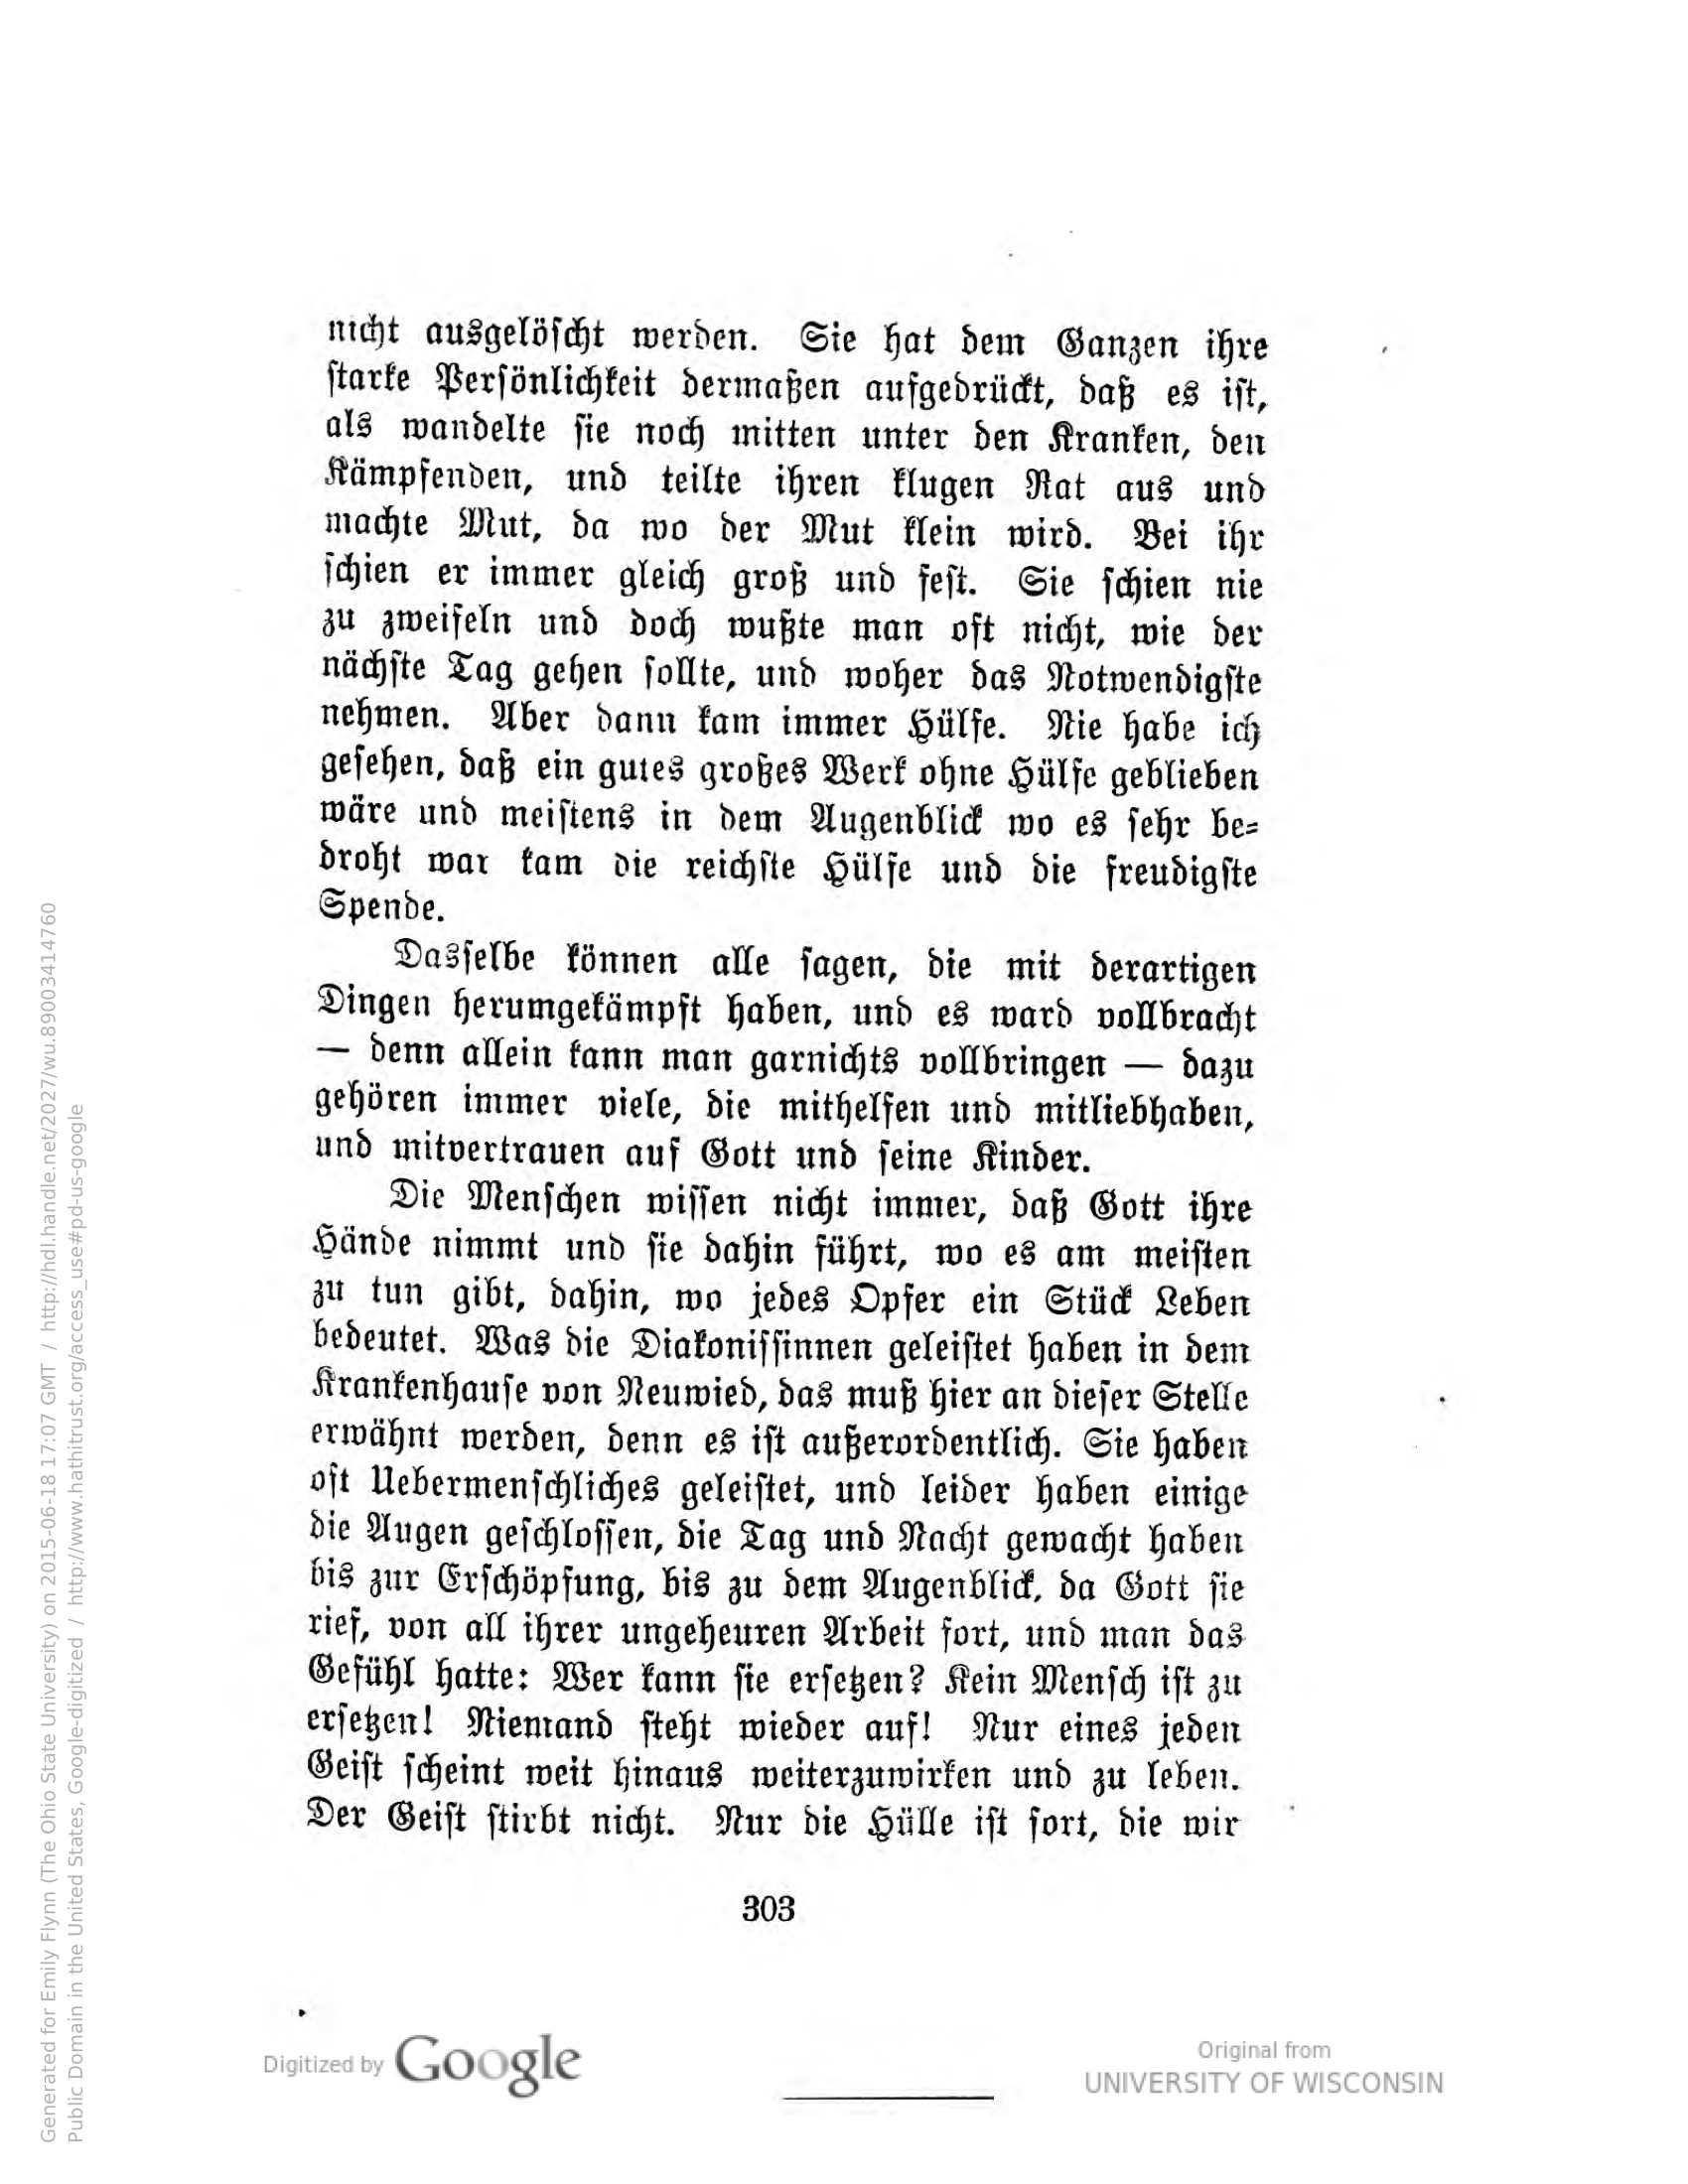 nicht ausgelöscht werden. Sie hat dem Ganzen ihre
starke Persönlichkeit dermaßen aufgedrückt, daß es ist,
als wandelte sie noch mitten unter den Kranken, den
Kämpfenden, und teilte ihren klugen Rat aus und
machte Mut, da wo der Mut klein wird. Bei ihr
schien er immer gleich groß und fest. Sie schien nie
zu zweifeln und doch wußte man oft nicht, wie der
nächste Tag gehen sollte, und woher das Notwendigste
nehmen. Aber dann kam immer Hülfe. Nie habe ich
gesehen, daß ein gutes großes Werk ohne Hülfe geblieben
wäre und meistens in dem Augenblick wo es sehr be-
droht war kam die reichste Hülfe und die freudigste
Spende.
Dasselbe können alle sagen, die mit derartigen
Dingen herumgekämpft haben, und es ward vollbracht
— denn allein kann man garnichts vollbringen — dazu
gehören immer viele, die mithelfen und mitliebhaben,
und mitvertrauen auf Gott und seine Kinder.
Die Menschen wissen nicht immer, daß Gott ihre
Hände nimmt und sie dahin führt, wo es am meisten
zu tun gibt, dahin, wo jedes Opfer ein Stück Leben
bedeutet. Was die Diakonissinnen geleistet haben in dem
Krankenhause von Neuwied, das muß hier an dieser Stelle
erwähnt werden, denn es ist außerordentlich. Sie haben
oft Uebermenschliches geleistet, und leider haben einige
die Augen geschlossen, die Tag und Nacht gewacht haben
bis zur Erschöpfung, bis zu dem Augenblick, da Gott sie
rief, von all ihrer ungeheuren Arbeit fort, und man das
Gefühl hatte: Wer kann sie ersetzen? Kein Mensch ist zu
ersetzen! Niemand steht wieder auf! Nur eines jeden
Geist scheint weit hinaus weiterzuwirken und zu leben.
Der Geist stirbt nicht. Nur die Hülle ist fort, die wir
303
Digitized by Google
Original from
UNIVERSITY OF WISCONSIN
Generated for Emily Flynn (The Ohio State University) on 2015-06-18 17:07 GMT / http://hdl.handle.net/2027/wu.89003414760
Public Domain in the United States, Google-digitized / http://www.hathitrust.org/access_use#pd-us-google